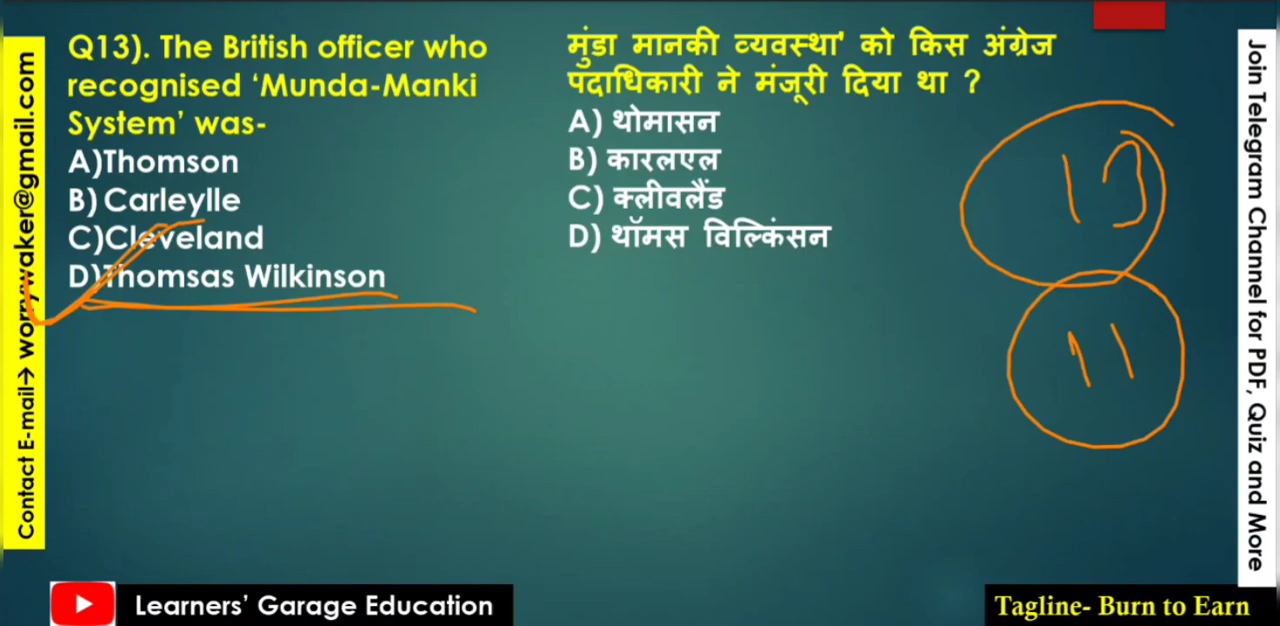 Contact E-mail→ worrywaker@gmail.com
Q13). The British officer who
recognised ‘Munda-Manki
System’ was-
A)Thomson
B) Carleylle
C)Cleveland
D)Thomsas Wilkinson
मुंडा मानकी व्यवस्था' को किस अंग्रेज
पदाधिकारी ने मंजूरी दिया था ?
A) थोमासन
B) कारलएल
C) क्लीवलैंड
D) थॉमस विल्किंसन
13
11
Join Telegram Channel for PDF, Quiz and More
Learners’ Garage Education
Tagline- Burn to Earn